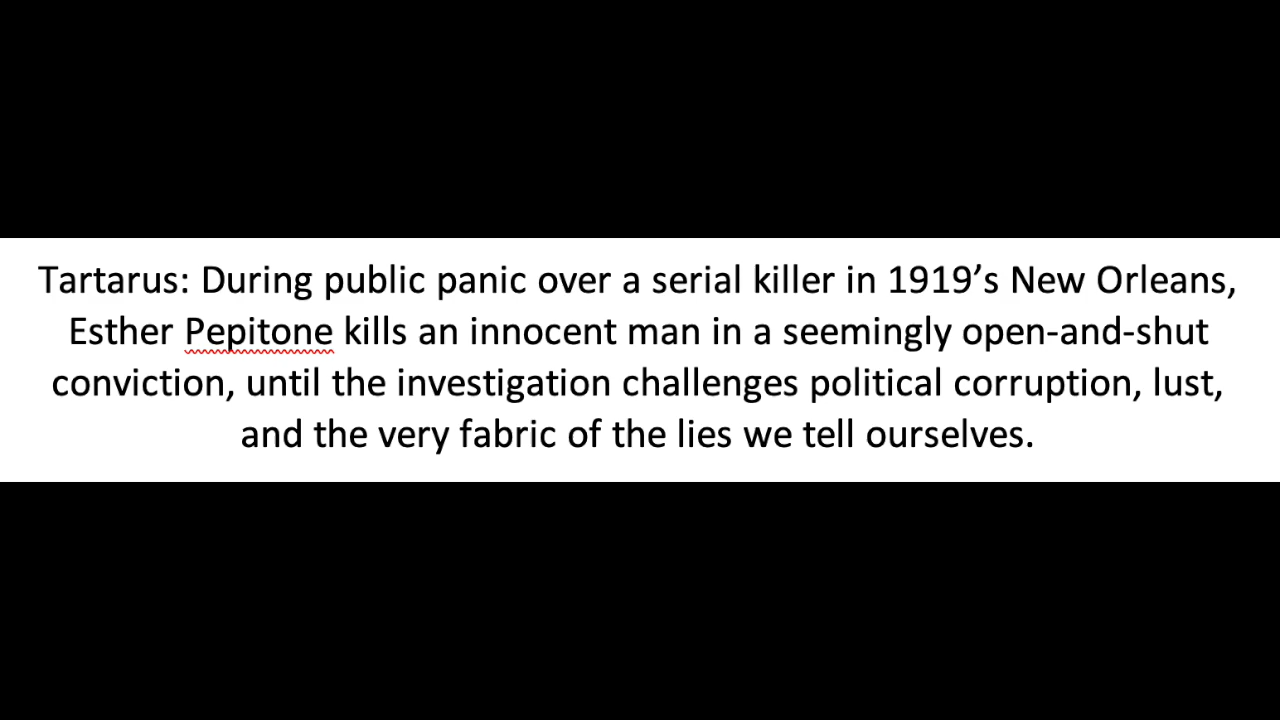 Tartarus: During public panic over a serial killer in 1919’s New Orleans,
Esther Pepitone kills an innocent man in a seemingly open-and-shut
conviction, until the investigation challenges political corruption, lust,
and the very fabric of the lies we tell ourselves.